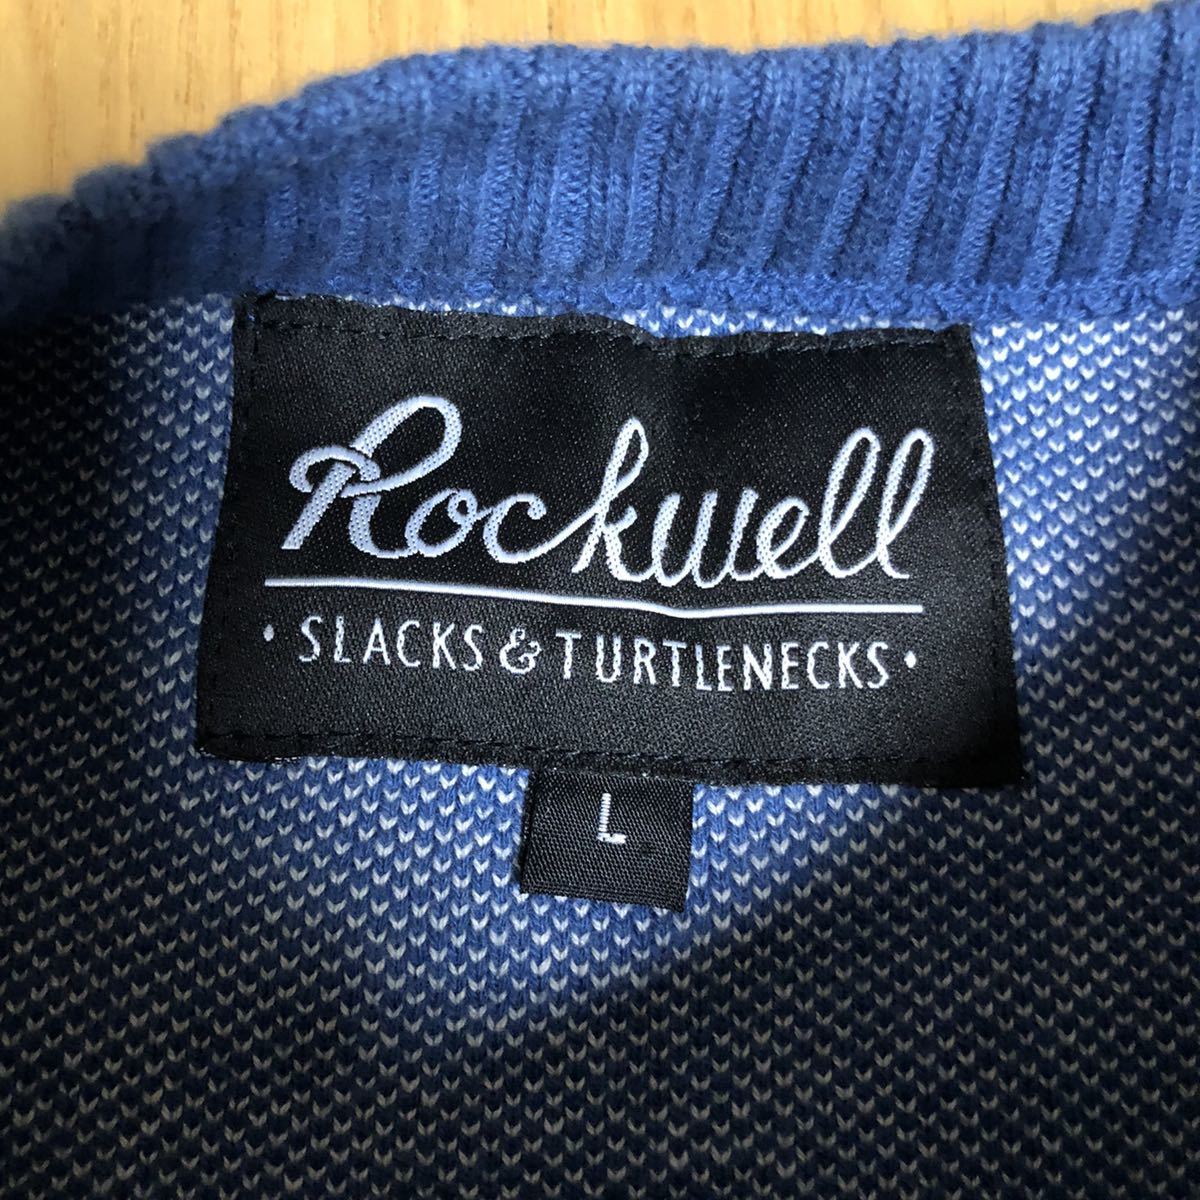 Rockwell
· SLACKS & TURTLENECKS ·
L